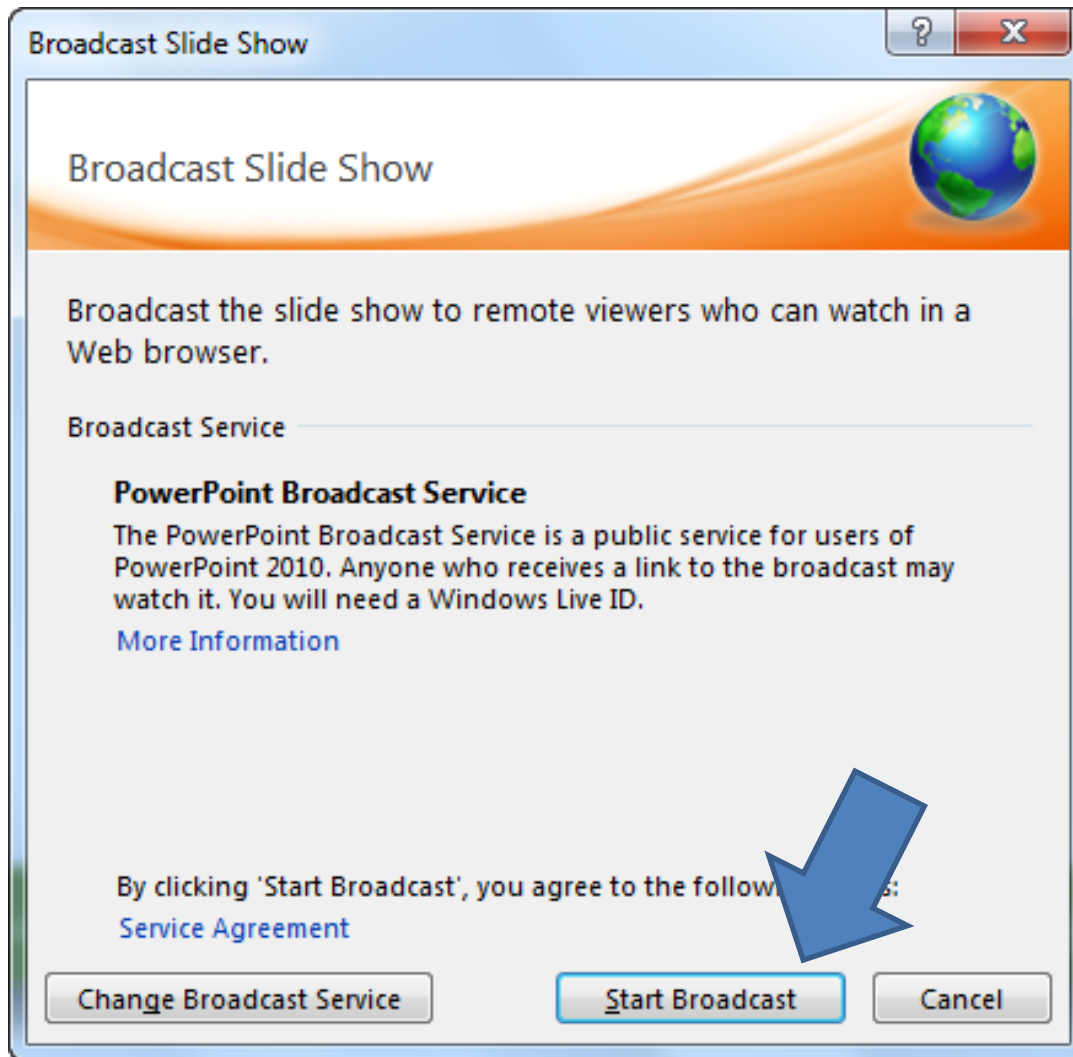 Broadcast Slide Show
Broadcast Slide Show
Broadcast the slide show to remote viewers who can watch in a
Web browser.
Broadcast Service
PowerPoint Broadcast Service
The PowerPoint Broadcast Service is a public service for users of
PowerPoint 2010. Anyone who receives a link to the broadcast may
watch it. You will need a Windows Live ID.
More Information
By clicking 'Start Broadcast', you agree to the
Service Agreement
Change Broadcast Service
Start Broadcast
Cancel